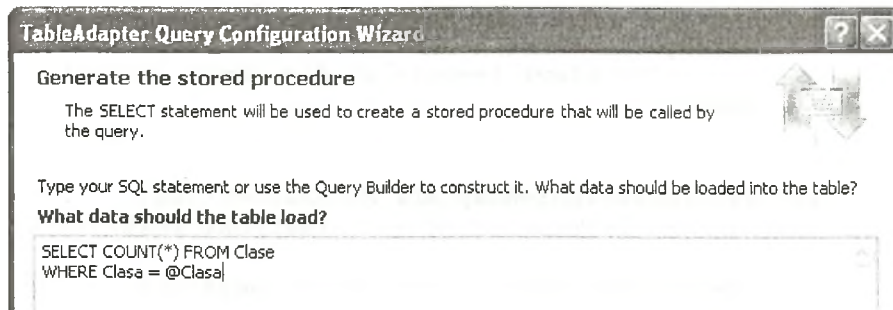 TableAdapter Query Configuration Wizard
Generate the stored procedure
The SELECT statement will be used to create a stored procedure that will be called by
the query.
Type your SQL statement or use the Query Builder to construct it. What data should be loaded into the table?
What data should the table load?
SELECT COUNT(*) FROM Clase
WHERE Clasa = @Clasa